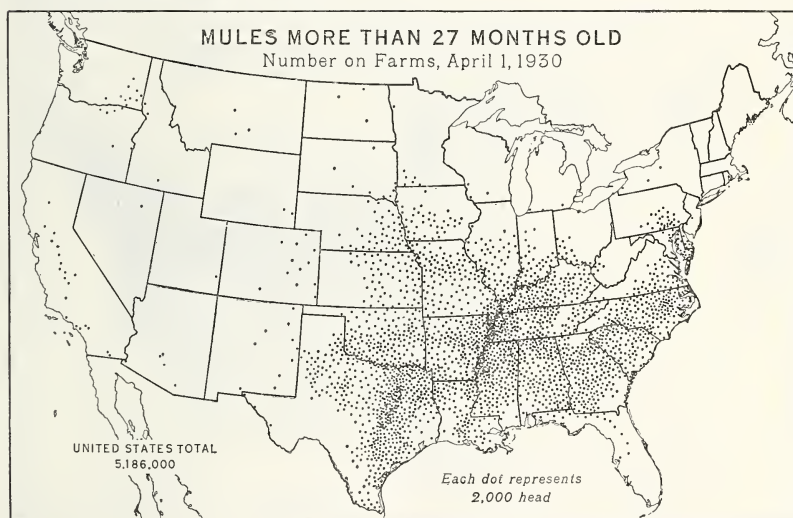 MULES MORE THAN 27 MONTHS OLD
Number on Farms, April 1, 1930
UNITED STATES TOTAL
5,186,000
Each dot represents
2,000 head